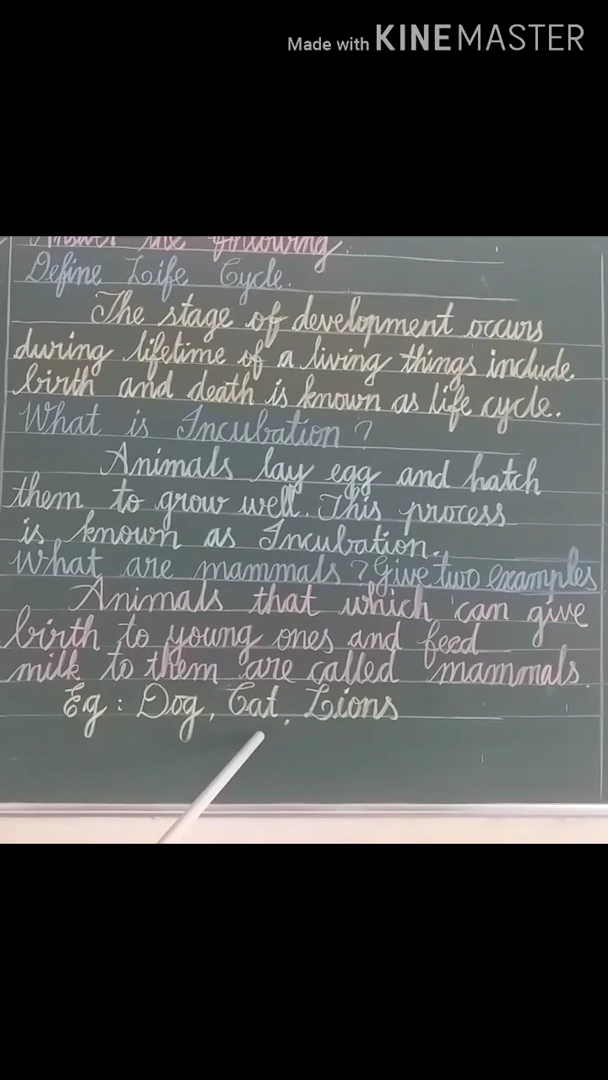 Made with KINEMASTER
Answer the following.
Define Life Cycle.
The stage of development occurs
during lifetime of a living things include
birth and death is known as life cycle.
What is Incubation ?
Animals lay egg and hatch
them to grow well. This process
is known as Incubation.
What are mammals ? Give two examples
Animals that which can give
birth to young ones and feed
milk to them are called mammals.
Eg : Dog, Cat, Lions